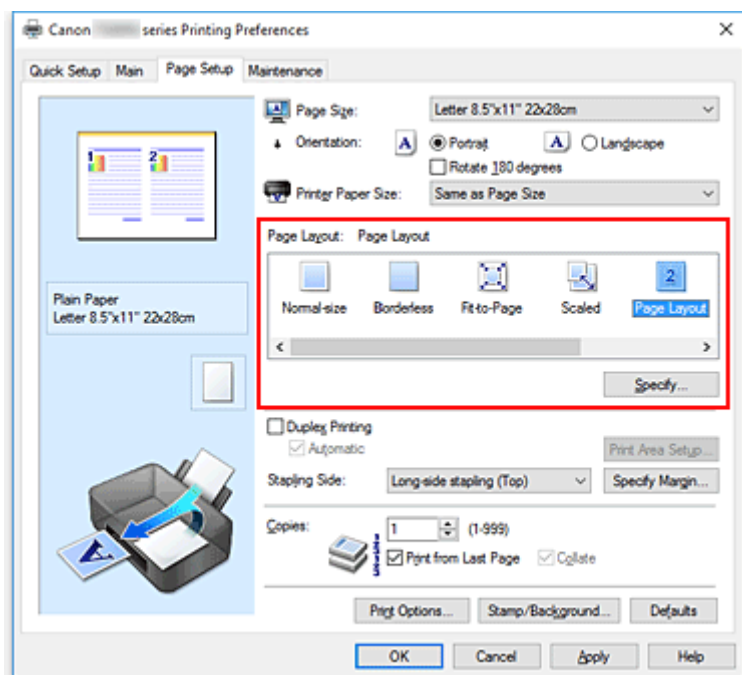 Canon series Printing Preferences
Quick Setup Main Page Setup Maintenance
Page Size: Letter 8.5"x11" 22x28cm
Orientation: A Portrait A Landscape
Rotate 180 degrees
Printer Paper Size: Same as Page Size
Page Layout: Page Layout
2
Normal-size Borderless Fit-to-Page Scaled Page Layout
Specify...
1 2
Plain Paper
Letter 8.5"x11" 22x28cm
Duplex Printing
Automatic
Print Area Setup...
Stapling Side: Long-side stapling (Top) Specify Margin...
Copies: 1 (1-999)
Print from Last Page Collate
A
Print Options... Stamp/Background... Defaults
OK Cancel Apply Help